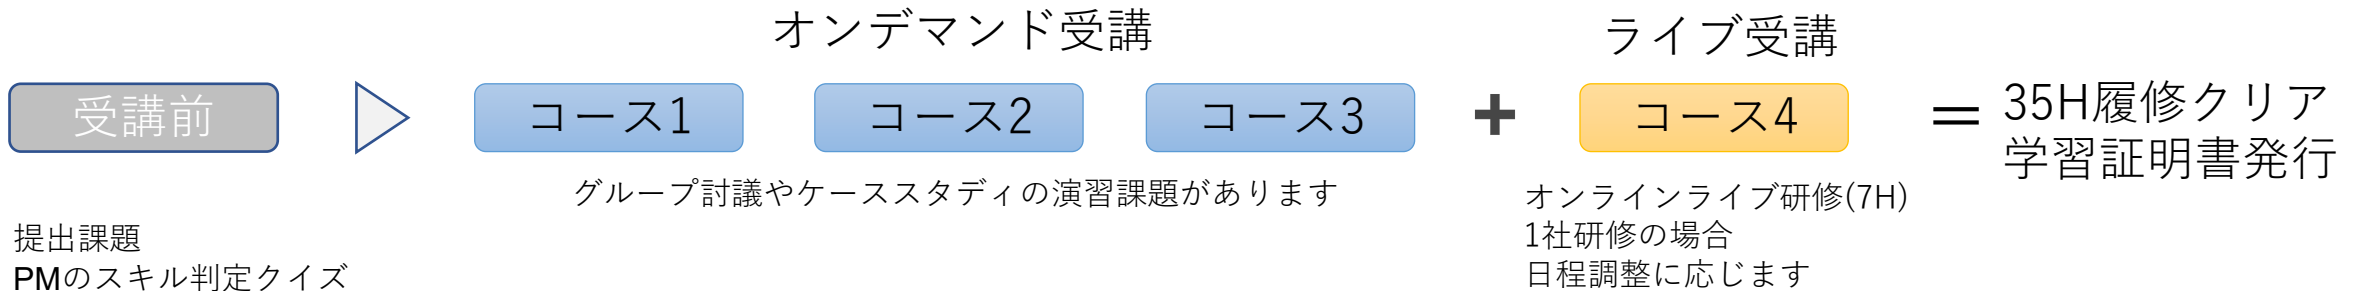 オンデマンド受講
ライブ受講
受講前
コース1
コース2
コース3
+
コース4
=
35H履修クリア
学習証明書発行
グループ討議やケーススタディの演習課題があります
オンラインライブ研修(7H)
1社研修の場合
日程調整に応じます
提出課題
PMのスキル判定クイズ